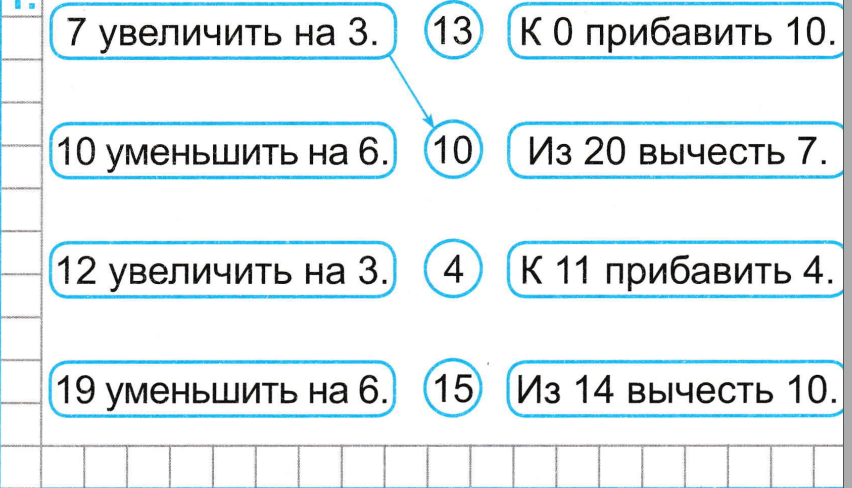 7 увеличить на 3. 13 К 0 прибавить 10.
10 уменьшить на 6. 10 Из 20 вычесть 7.
12 увеличить на 3. 4 К 11 прибавить 4.
19 уменьшить на 6. 15 Из 14 вычесть 10.